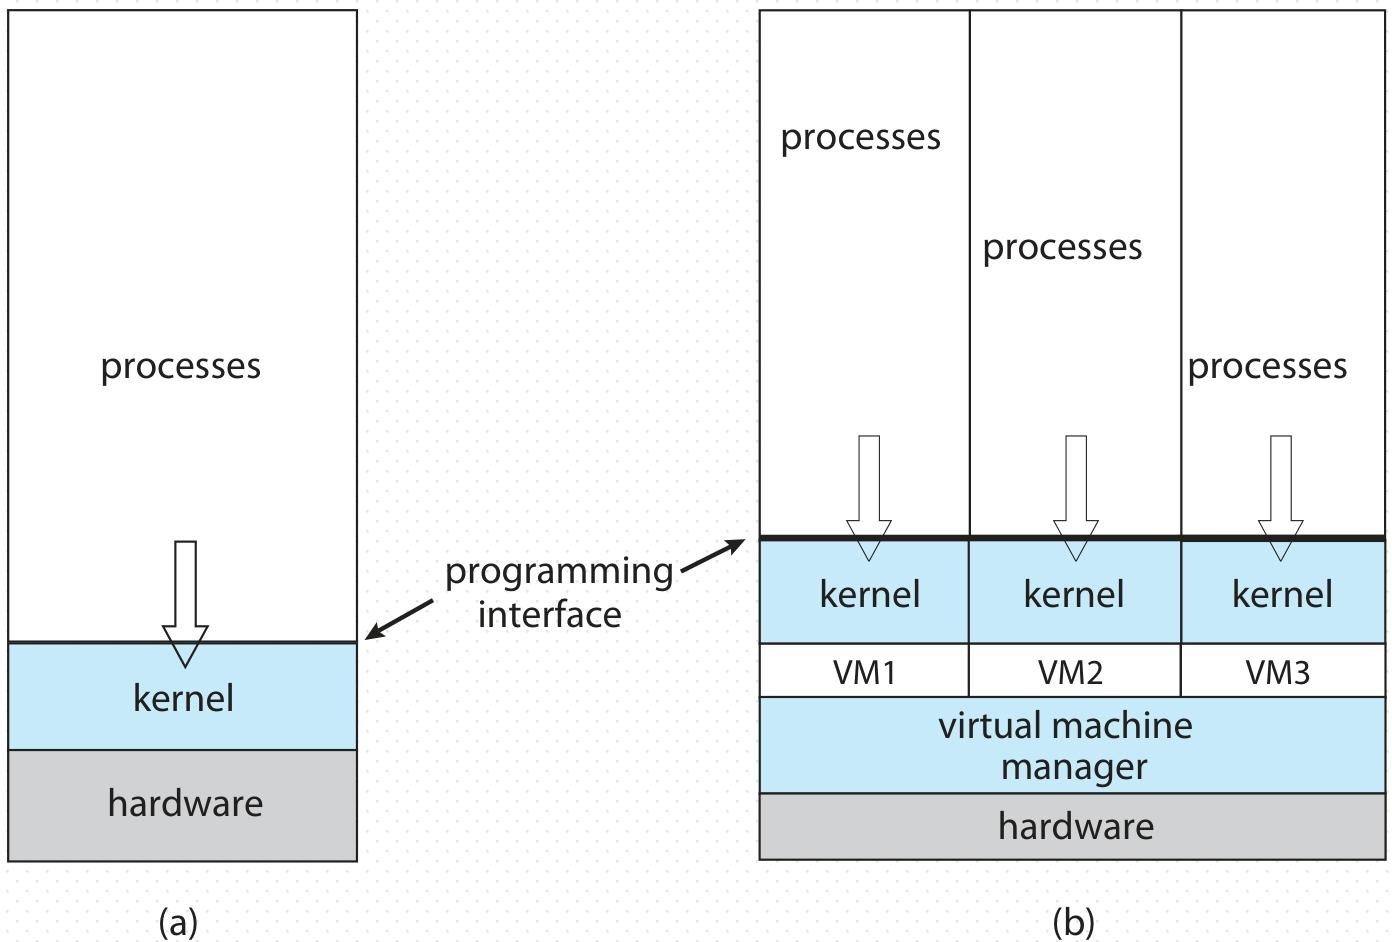 processes
kernel
hardware
(a)
programming
interface
processes
processes
processes
kernel
kernel
kernel
VM1
VM2
VM3
virtual machine
manager
hardware
(b)